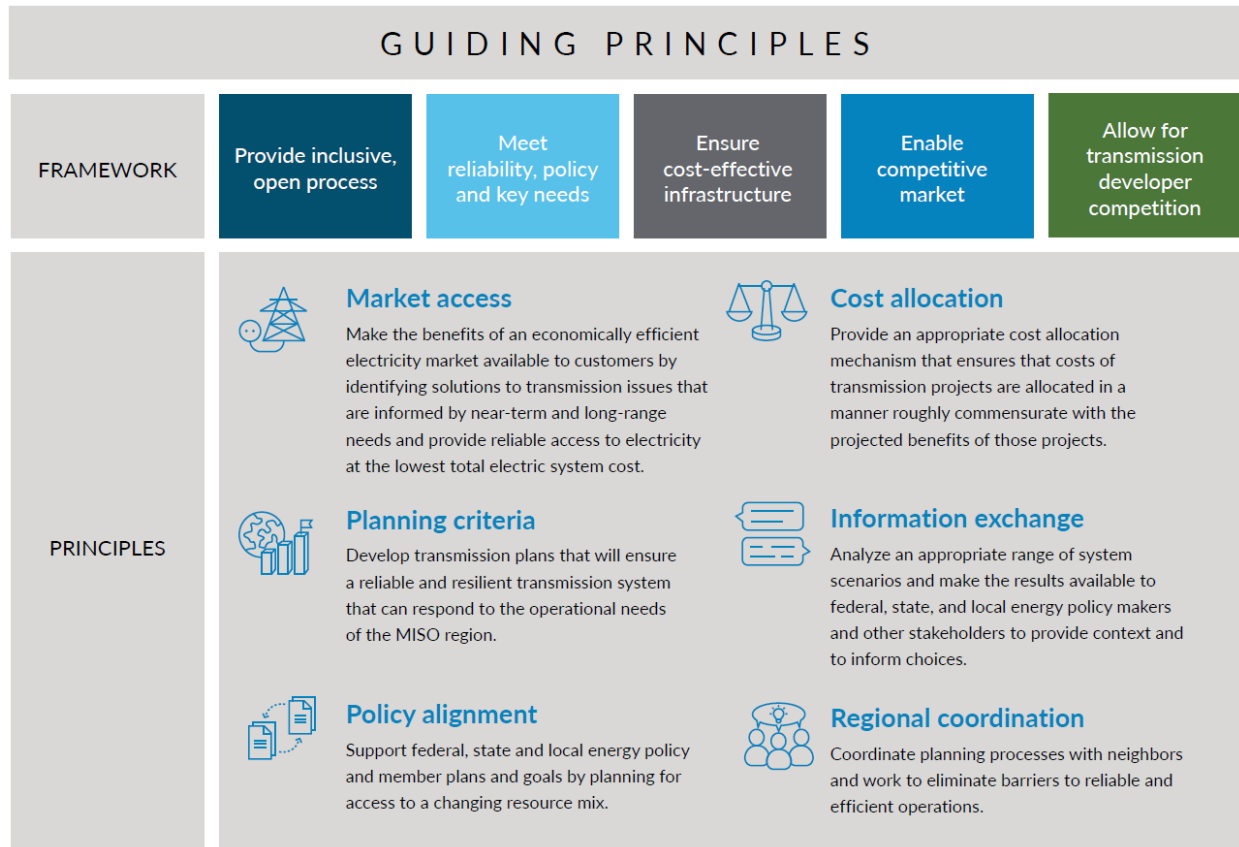 GUIDING PRINCIPLES
FRAMEWORK
Provide inclusive,
open process
Meet
reliability, policy
and key needs
Ensure
cost-effective
infrastructure
Enable
competitive
market
Allow for
transmission
developer
competition
PRINCIPLES
Market access
Make the benefits of an economically efficient
electricity market available to customers by
identifying solutions to transmission issues that
are informed by near-term and long-range
needs and provide reliable access to electricity
at the lowest total electric system cost.
Planning criteria
Develop transmission plans that will ensure
a reliable and resilient transmission system
that can respond to the operational needs
of the MISO region.
Policy alignment
Support federal, state and local energy policy
and member plans and goals by planning for
access to a changing resource mix.
Cost allocation
Provide an appropriate cost allocation
mechanism that ensures that costs of
transmission projects are allocated in a
manner roughly commensurate with the
projected benefits of those projects.
Information exchange
Analyze an appropriate range of system
scenarios and make the results available to
federal, state, and local energy policy makers
and other stakeholders to provide context and
to inform choices.
Regional coordination
Coordinate planning processes with neighbors
and work to eliminate barriers to reliable and
efficient operations.